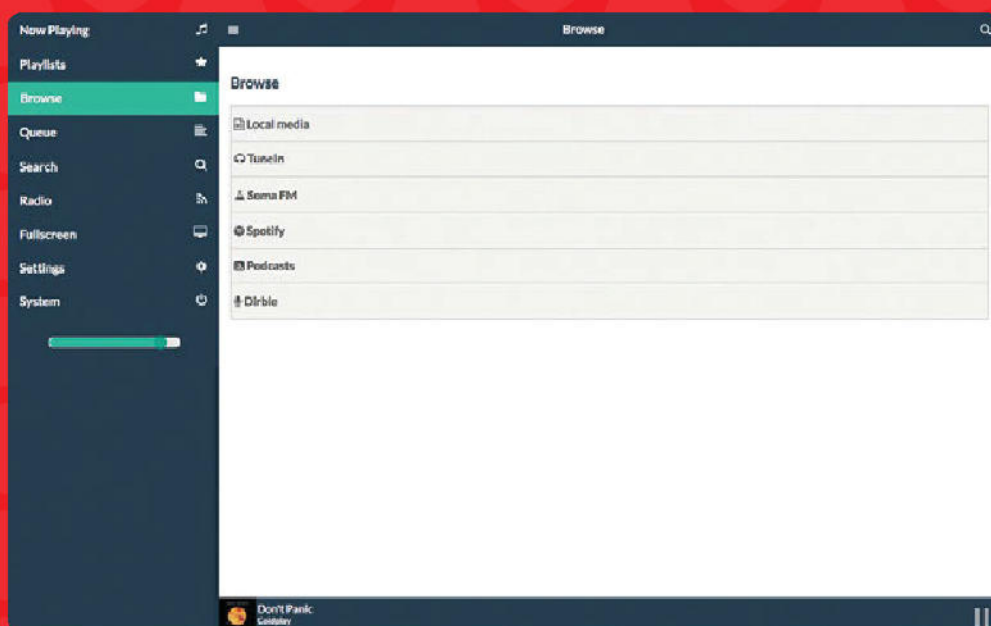 Now Playing
Playlists
Browse
Queue
Search
Radio
Fullscreen
Settings
System
Browse
Browse
Local media
TuneIn
Soma FM
Spotify
Podcasts
Dirble
Don't Panic
Coldplay